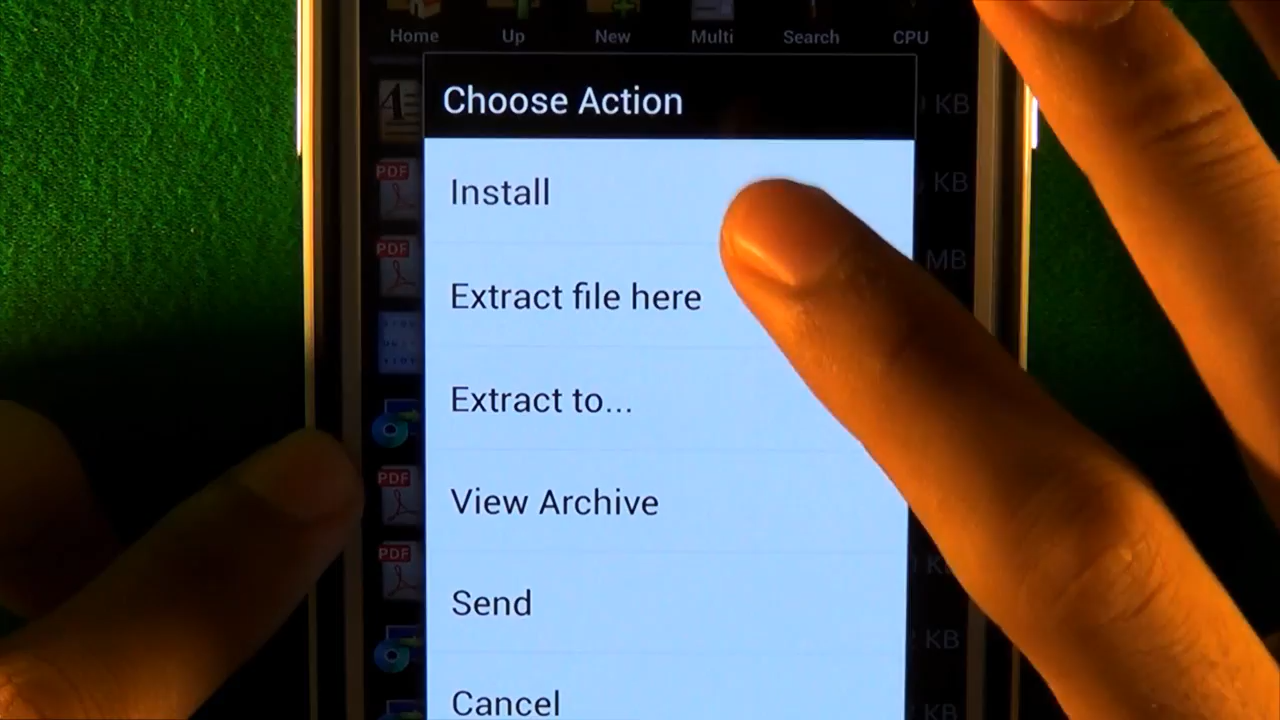 Home Up New Multi Search CPU
Choose Action
KB
Install
PDF
KB
PDF
MB
Extract file here
Extract to...
View Archive
PDF
PDF
Send
KB
Cancel
KB